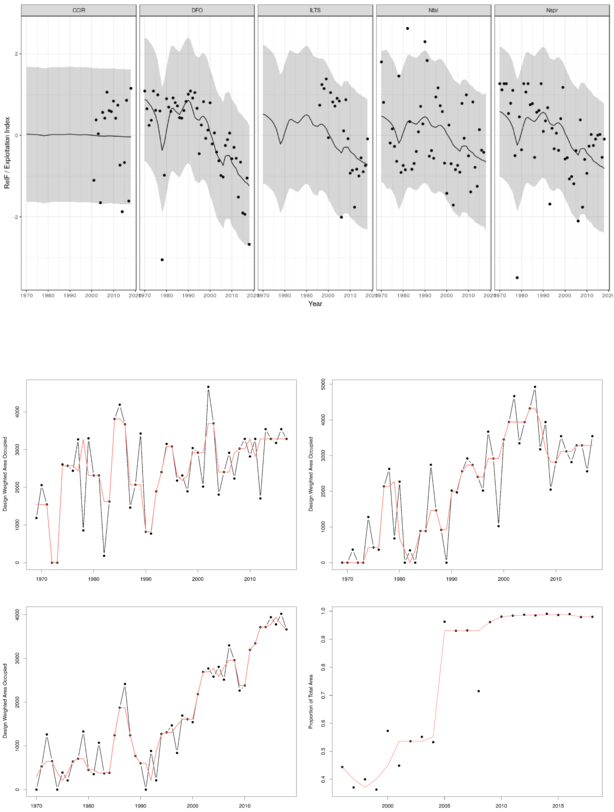 CCIR DFO ILTS Ntsl Nspr
RelF / Exploitation Index
2
0
-2
1970 1980 1990 2000 2010
Year
Design Weighted Area Occupied
4000
3000
2000
1000
0
1970 1980 1990 2000 2010
Design Weighted Area Occupied
5000
4000
3000
2000
1000
0
1970 1980 1990 2000 2010
Design Weighted Area Occupied
4000
3000
2000
1000
0
1970 1980 1990 2000 2010
Proportion of Total Area
1.0
0.9
0.8
0.7
0.6
0.5
0.4
2000 2005 2010 2015